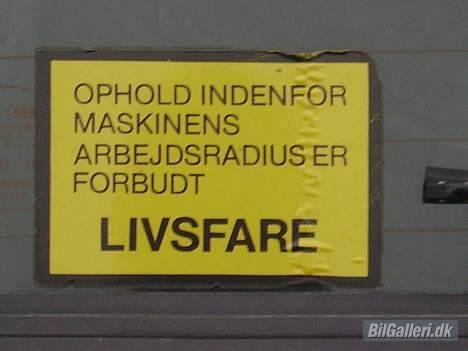 OPHOLD INDENFOR
MASKINENS
ARBEJDSRADIUS ER
FORBUDT
LIVSFARE
BilGalleri.dk